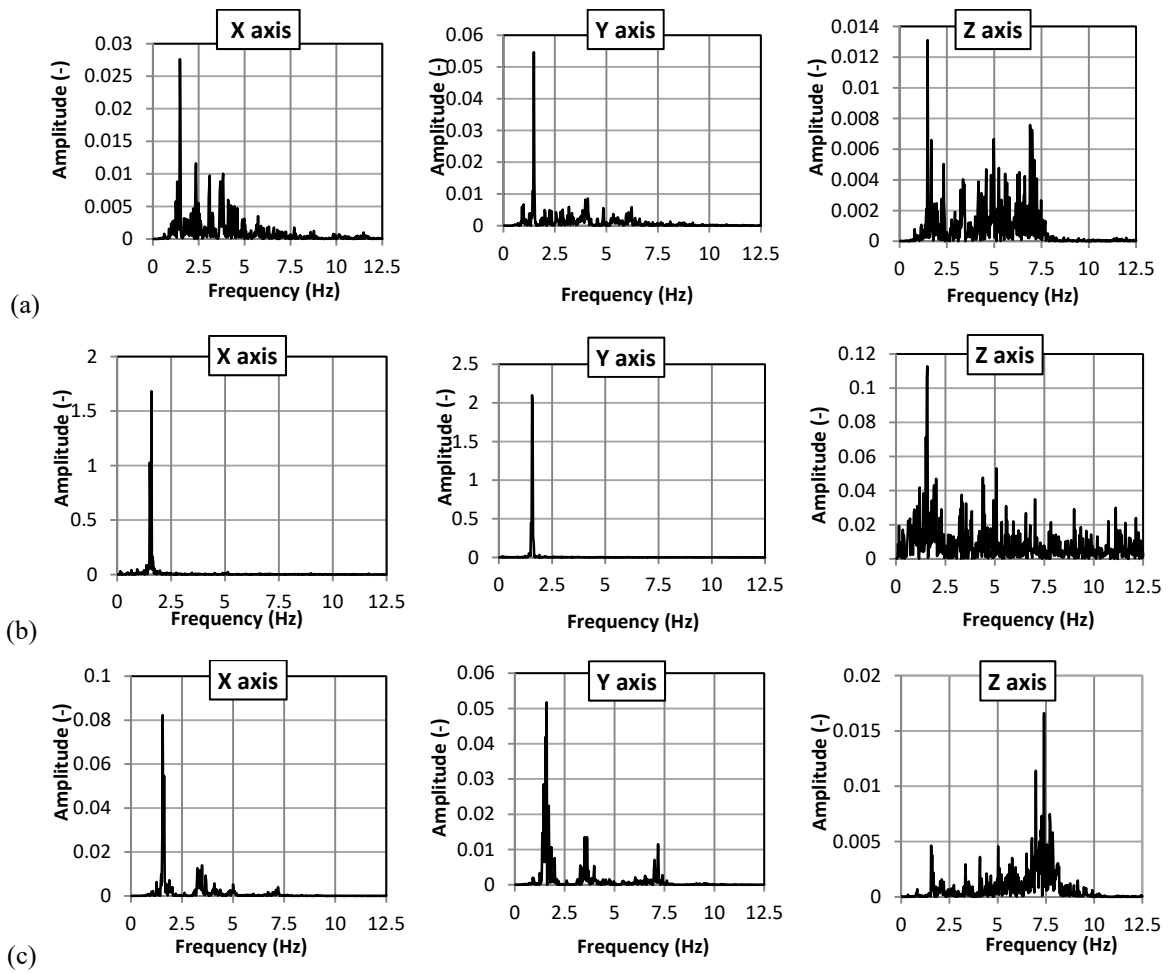 X axis
Amplitude (-)
0.03
0.025
0.02
0.015
0.01
0.005
0
0 2.5 5 7.5 10 12.5
Frequency (Hz)
Y axis
Amplitude (-)
0.06
0.05
0.04
0.03
0.02
0.01
0
0 2.5 5 7.5 10 12.5
Frequency (Hz)
Z axis
Amplitude (-)
0.014
0.012
0.01
0.008
0.006
0.004
0.002
0
0 2.5 5 7.5 10 12.5
Frequency (Hz)
(a)
X axis
Amplitude (-)
2
1.5
1
0.5
0
0 2.5 5 7.5 10 12.5
Frequency (Hz)
Y axis
Amplitude (-)
2.5
2
1.5
1
0.5
0
0 2.5 5 7.5 10 12.5
Frequency (Hz)
Z axis
Amplitude (-)
0.12
0.1
0.08
0.06
0.04
0.02
0
0 2.5 5 7.5 10 12.5
Frequency (Hz)
(b)
X axis
Amplitude (-)
0.1
0.08
0.06
0.04
0.02
0
0 2.5 5 7.5 10 12.5
Frequency (Hz)
Y axis
Amplitude (-)
0.06
0.05
0.04
0.03
0.02
0.01
0
0 2.5 5 7.5 10 12.5
Frequency (Hz)
Z axis
Amplitude (-)
0.02
0.015
0.01
0.005
0
0 2.5 5 7.5 10 12.5
Frequency (Hz)
(c)